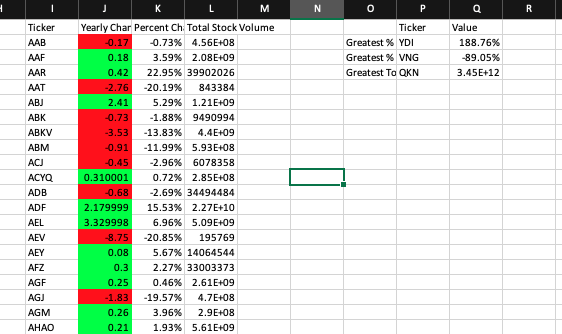 H I J K L M N O P Q R
Ticker Yearly Char Percent Ch Total Stock Volume Ticker Value
AAB -0.17 -0.73% 4.56E+08 Greatest % YDI 188.76%
AAF 0.18 3.59% 2.08E+09 Greatest % VNG -89.05%
AAR 0.42 22.95% 39902026 Greatest To QKN 3.45E+12
AAT -2.76 -20.19% 843384
ABJ 2.41 5.29% 1.21E+09
ABK -0.73 -1.88% 9490994
ABKV -3.53 -13.83% 4.4E+09
ABM -0.91 -11.99% 5.93E+08
ACJ -0.45 -2.96% 6078358
ACYQ 0.310001 0.72% 2.85E+08
ADB -0.68 -2.69% 34494484
ADF 2.179999 15.53% 2.27E+10
AEL 3.329998 6.96% 5.09E+09
AEV -8.75 -20.85% 195769
AEY 0.08 5.67% 14064544
AFZ 0.3 2.27% 33003373
AGF 0.25 0.46% 2.61E+09
AGJ -1.83 -19.57% 4.7E+08
AGM 0.26 3.96% 2.9E+08
AHAO 0.21 1.93% 5.61E+09